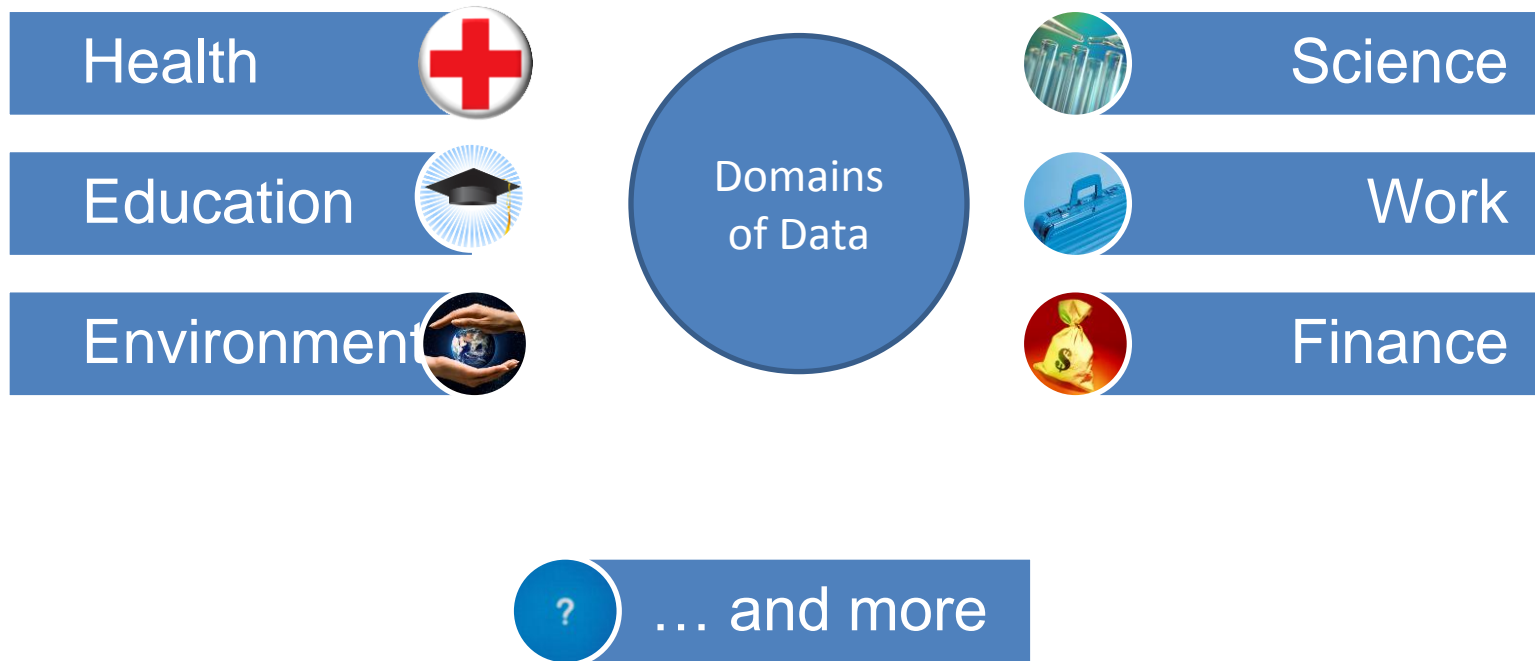 Health
Education
Environment
Domains
of Data
Science
Work
Finance
$
?
… and more